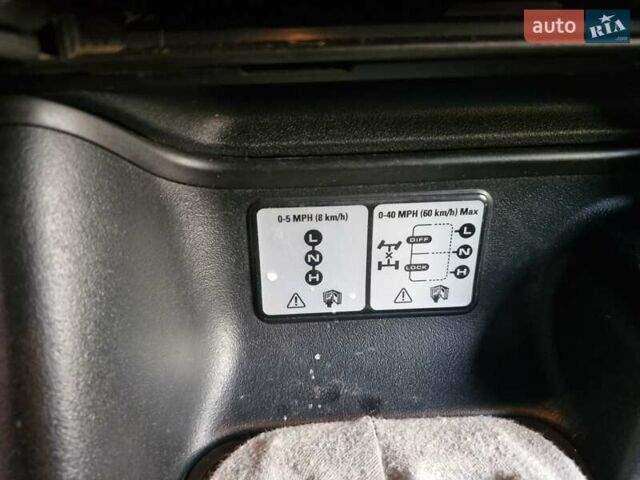 auto RIA.com
0-5 MPH (8 km/h)
L
N
H
0-40 MPH (60 km/h) Max
L
DIFF
N
LOCK
H